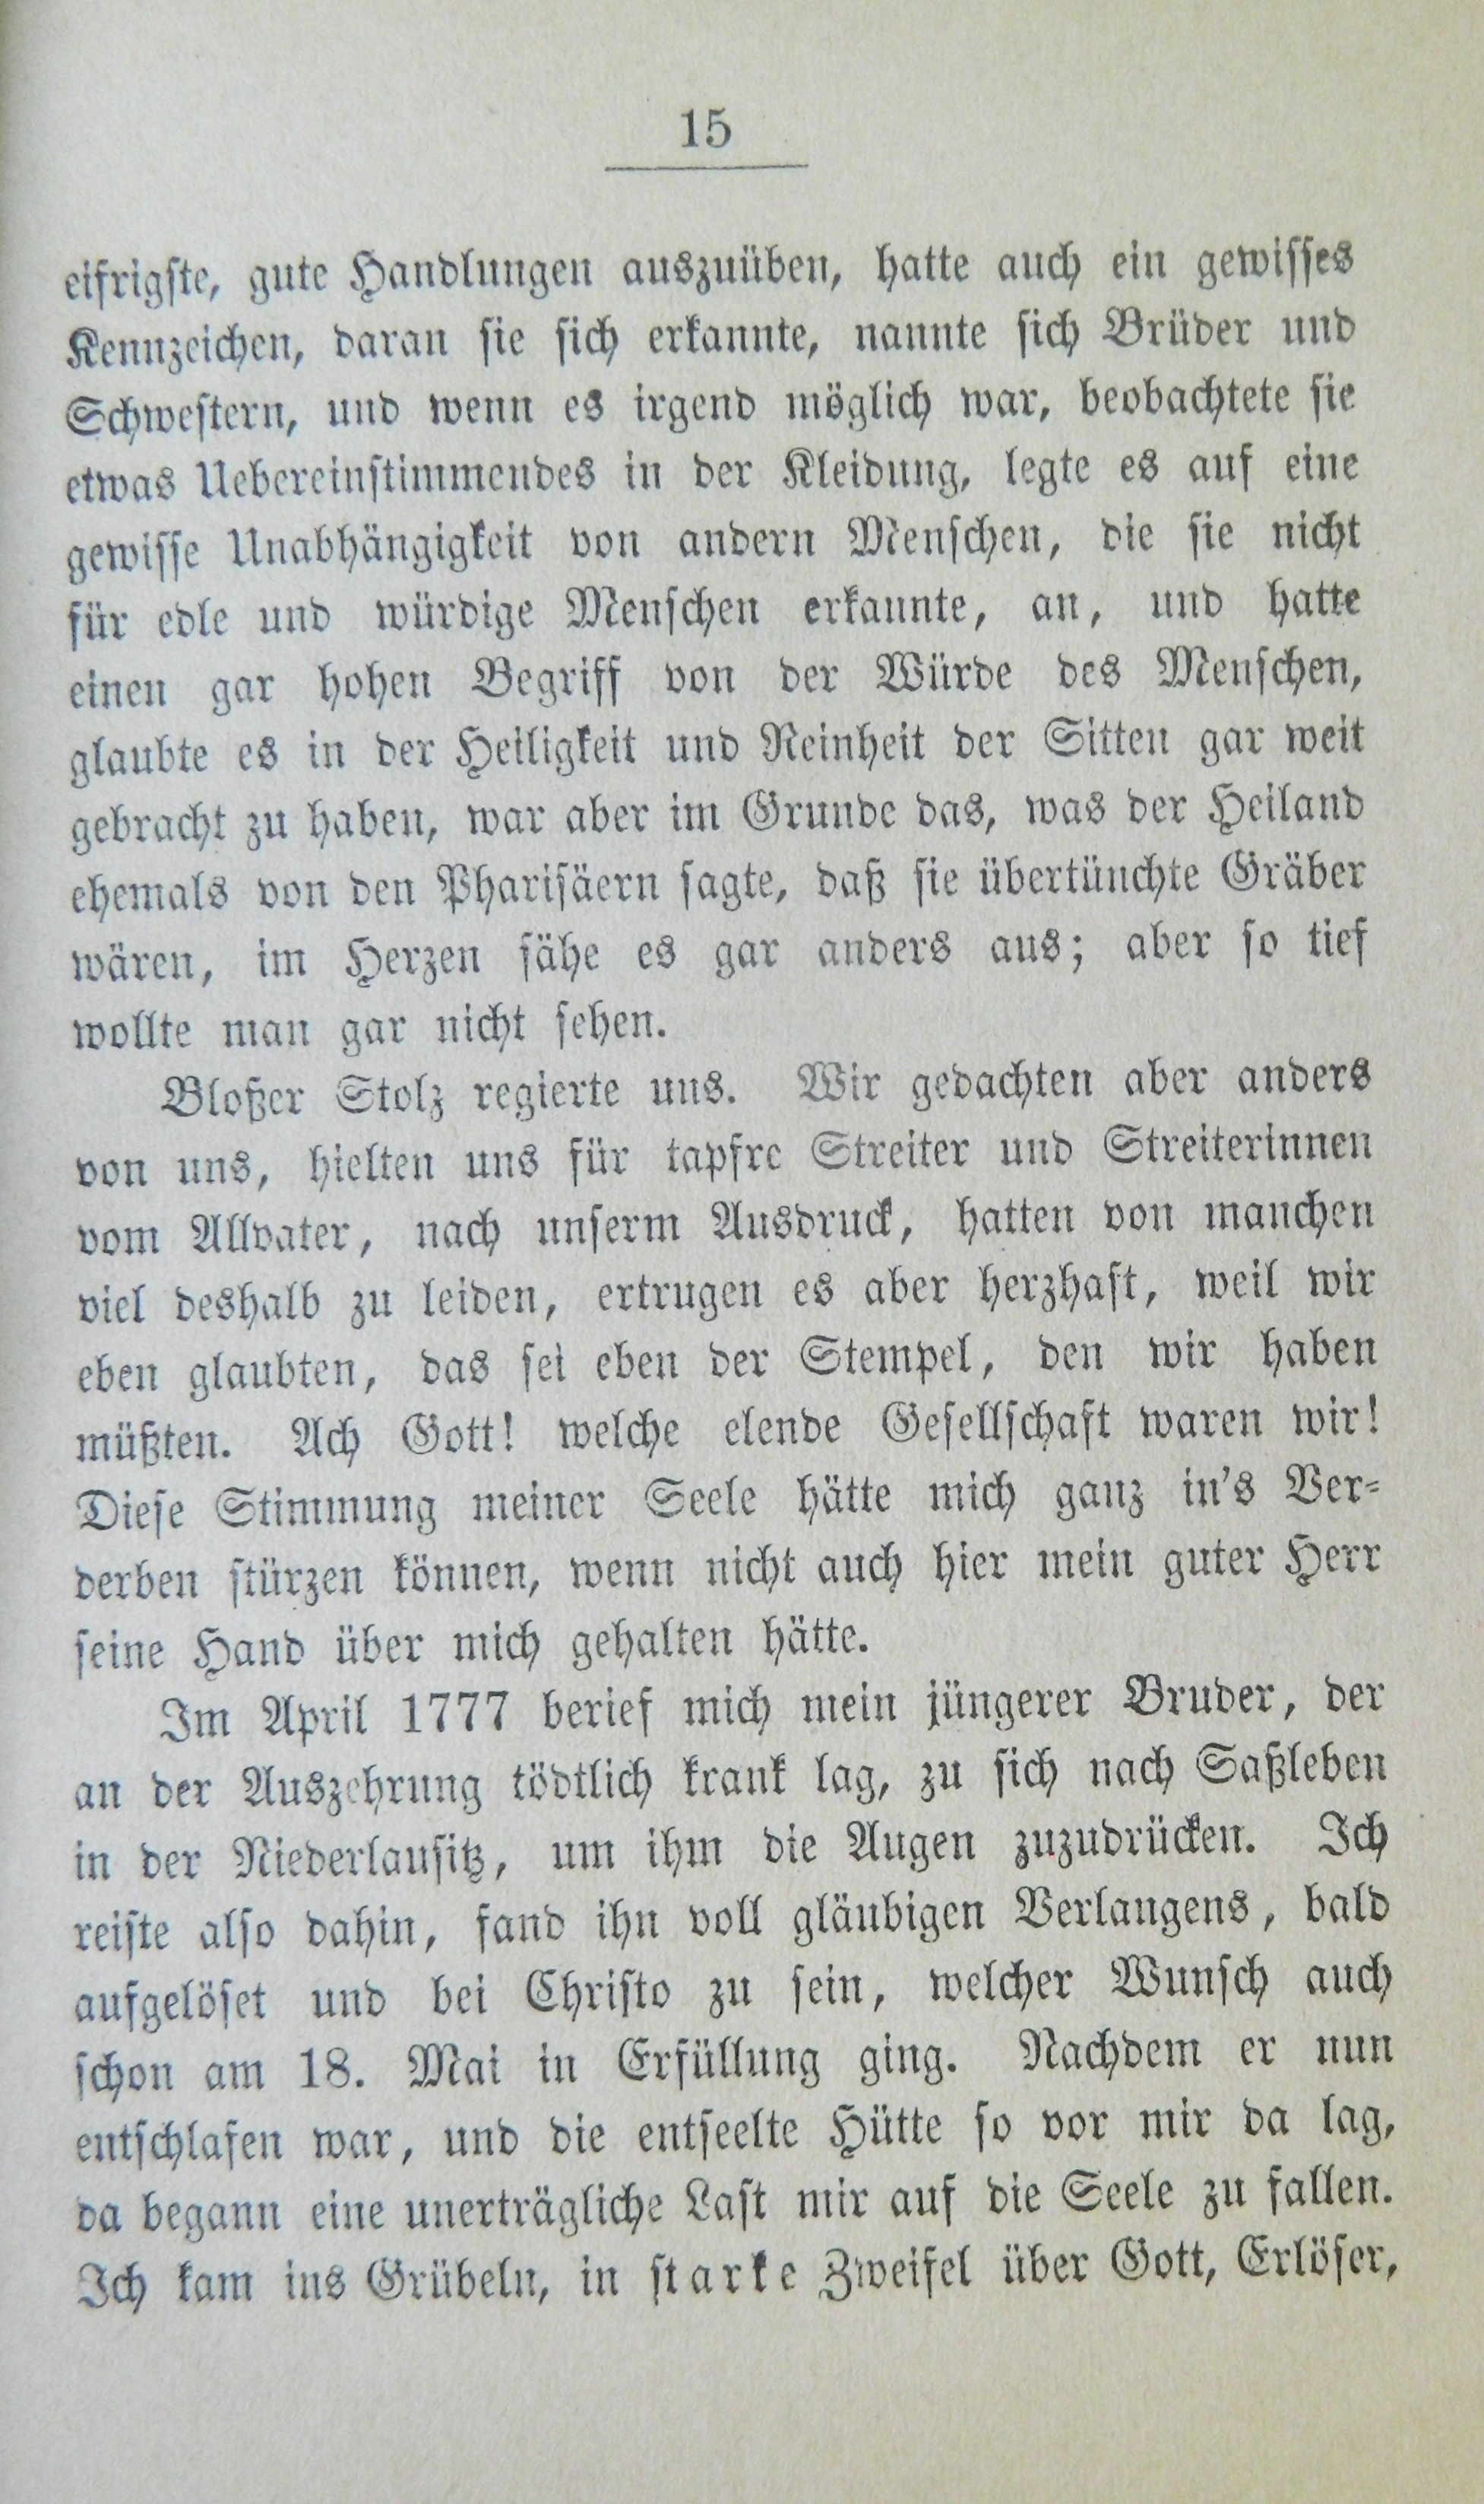 15
eifrigste, gute Handlungen auszuüben, hatte auch ein gewisses
Kennzeichen, daran sie sich erkannte, nannte sich Brüder und
Schwestern, und wenn es irgend möglich war, beobachtete sie
etwas Uebereinstimmendes in der Kleidung, legte es auf eine
gewisse Unabhängigkeit von andern Menschen, die sie nicht
für edle und würdige Menschen erkannte, an, und hatte
einen gar hohen Begriff von der Würde des Menschen,
glaubte es in der Heiligkeit und Reinheit der Sitten gar weit
gebracht zu haben, war aber im Grunde das, was der Heiland
ehemals von den Pharisäern sagte, daß sie übertünchte Gräber
wären, im Herzen sähe es gar anders aus; aber so tief
wollte man gar nicht sehen.
Bloßer Stolz regierte uns. Wir gedachten aber anders
von uns, hielten uns für tapfre Streiter und Streiterinnen
vom Allvater, nach unserm Ausdruck, hatten von manchen
viel deshalb zu leiden, ertrugen es aber herzhaft, weil wir
eben glaubten, das sei eben der Stempel, den wir haben
müßten. Ach Gott! welche elende Gesellschaft waren wir!
Diese Stimmung meiner Seele hätte mich ganz in's Ver-
derben stürzen können, wenn nicht auch hier mein guter Herr
seine Hand über mich gehalten hätte.
Im April 1777 berief mich mein jüngerer Bruder, der
an der Auszehrung tödtlich krank lag, zu sich nach Saßleben
in der Niederlausitz, um ihm die Augen zuzudrücken. Ich
reiste also dahin, fand ihn voll gläubigen Verlangens, bald
aufgelöset und bei Christo zu sein, welcher Wunsch auch
schon am 18. Mai in Erfüllung ging. Nachdem er nun
entschlafen war, und die entseelte Hütte so vor mir da lag,
da begann eine unerträgliche Last mir auf die Seele zu fallen.
Ich kam ins Grübeln, in starke Zweifel über Gott, Erlöser,